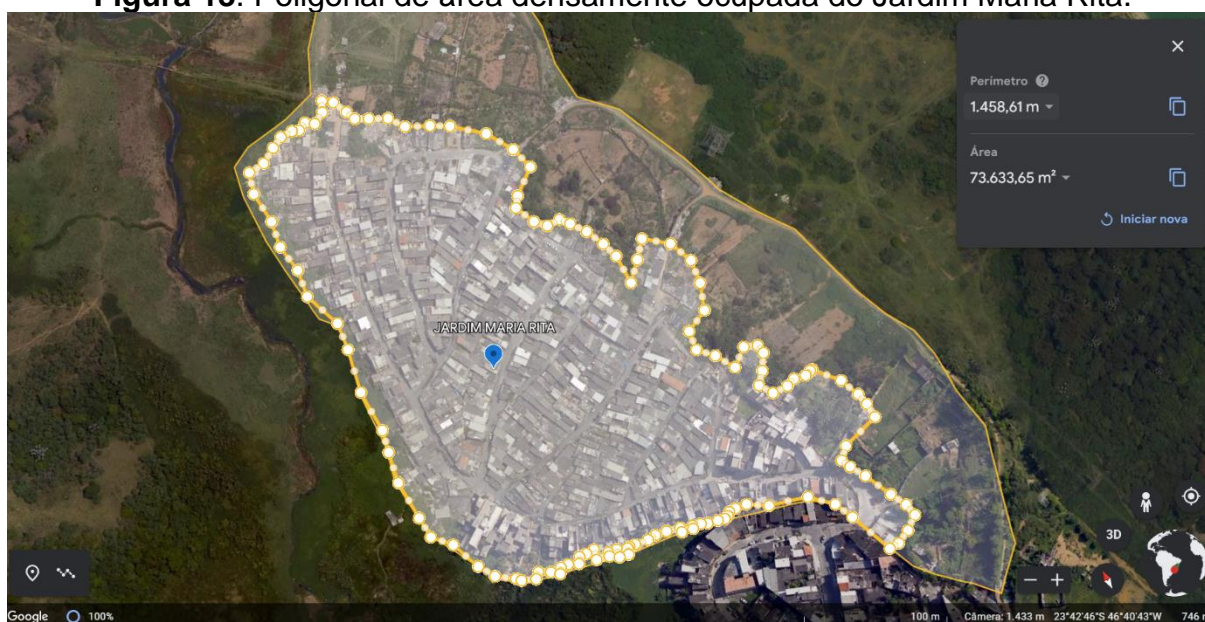 Figura 13. Poligonal de área densamente ocupada do Jardim Maria Rita.
Perímetro
1.458,61 m
Área
73.633,65 m²
Iniciar nova
JARDIM MARIA RITA
3D
Google 100%
100 m
Câmera: 1.433 m 23°42'46"S 46°40'43"W 746 m